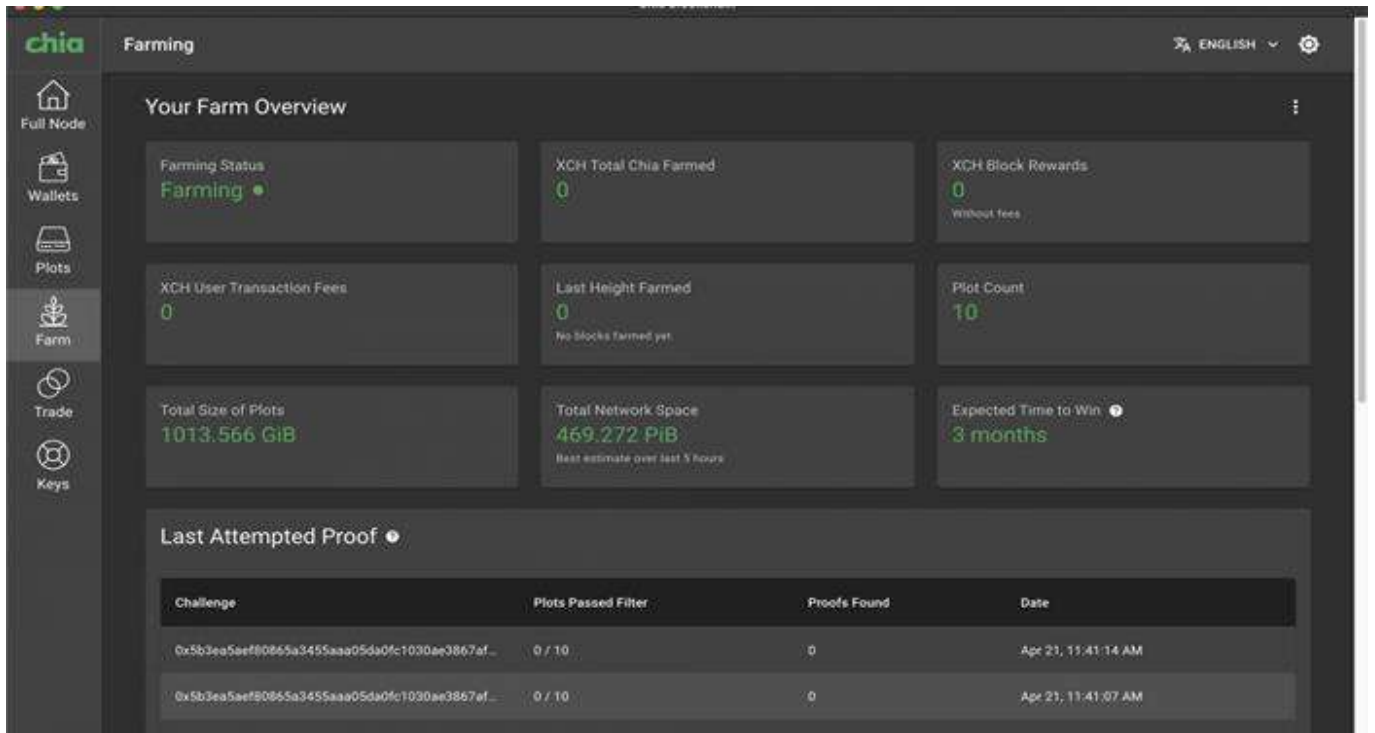 chia
Farming
ENGLISH
Full Node
Wallets
Plots
Farm
Trade
Keys
Your Farm Overview
Farming Status
Farming
XCH Total Chia Farmed
0
XCH Block Rewards
0
Without fees
XCH User Transaction Fees
0
Last Height Farmed
0
No blocks farmed yet
Plot Count
10
Total Size of Plots
1013.566 GiB
Total Network Space
469.272 PiB
Best estimate over last 5 hours
Expected Time to Win
3 months
Last Attempted Proof
Challenge Plots Passed Filter Proofs Found Date
0x5b3ea5aef80865a3455aaa05da0fc1030ae3867af... 0 / 10 0 Apr 21, 11:41:14 AM
0x5b3ea5aef80865a3455aaa05da0fc1030ae3867af... 0 / 10 0 Apr 21, 11:41:07 AM